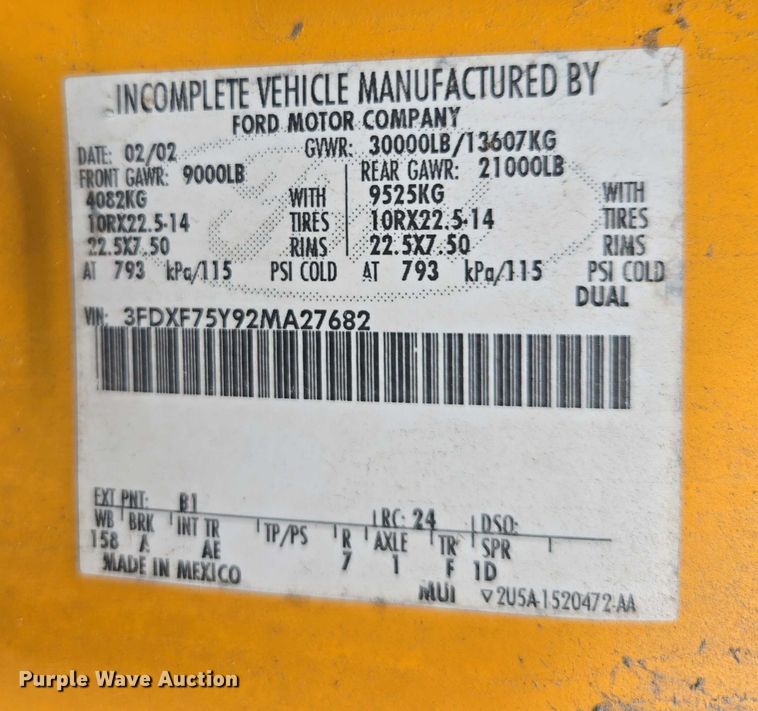 INCOMPLETE VEHICLE MANUFACTURED BY
FORD MOTOR COMPANY
DATE: 02/02 GVWR: 30000LB/13607KG
FRONT GAWR: 9000LB REAR GAWR: 21000LB
4082KG WITH 9525KG WITH
10RX22.5-14 TIRES 10RX22.5-14 TIRES
22.5X7.50 RIMS 22.5X7.50 RIMS
AT 793 kPa/115 PSI COLD AT 793 kPa/115 PSI COLD
DUAL
VIN: 3FDXF75Y92MA27682
EXT PNT: B1 RC: 24 DSO:
WB BRK INT TR TP/PS R AXLE TR SPR
158 A AE 7 1 F 1D
MADE IN MEXICO
MUI 2U5A-1520472-AA
Purple Wave Auction